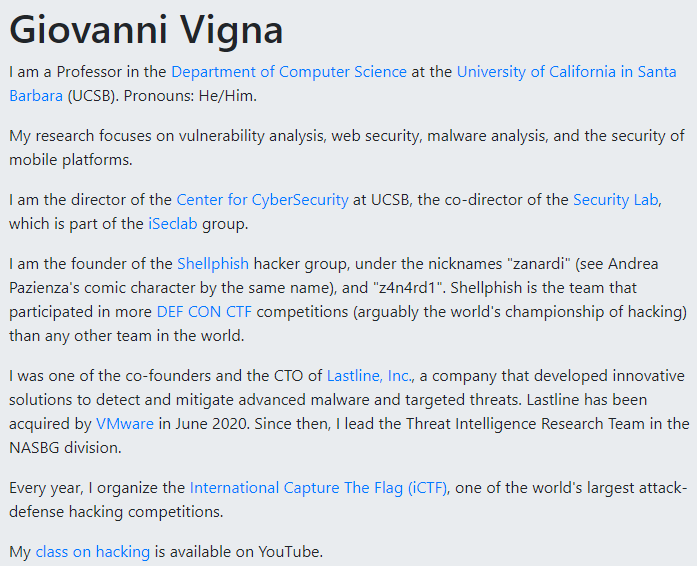 Giovanni Vigna
I am a Professor in the Department of Computer Science at the University of California in Santa
Barbara (UCSB). Pronouns: He/Him.
My research focuses on vulnerability analysis, web security, malware analysis, and the security of
mobile platforms.
I am the director of the Center for CyberSecurity at UCSB, the co-director of the Security Lab,
which is part of the iSeclab group.
I am the founder of the Shellphish hacker group, under the nicknames "zanardi" (see Andrea
Pazienza's comic character by the same name), and "z4n4rd1". Shellphish is the team that
participated in more DEF CON CTF competitions (arguably the world's championship of hacking)
than any other team in the world.
I was one of the co-founders and the CTO of Lastline, Inc., a company that developed innovative
solutions to detect and mitigate advanced malware and targeted threats. Lastline has been
acquired by VMware in June 2020. Since then, I lead the Threat Intelligence Research Team in the
NASBG division.
Every year, I organize the International Capture The Flag (iCTF), one of the world's largest attack-
defense hacking competitions.
My class on hacking is available on YouTube.